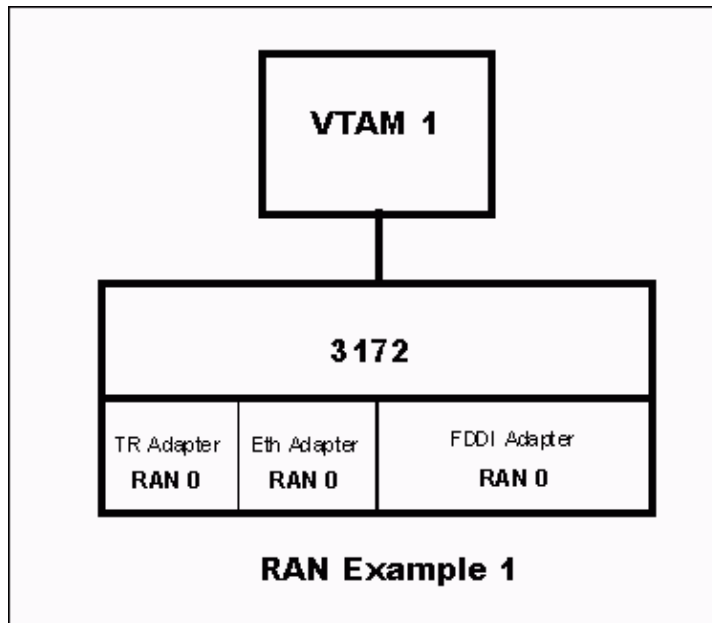 VTAM 1
3172
TR Adapter
RAN 0
Eth Adapter
RAN 0
FDDI Adapter
RAN 0
RAN Example 1